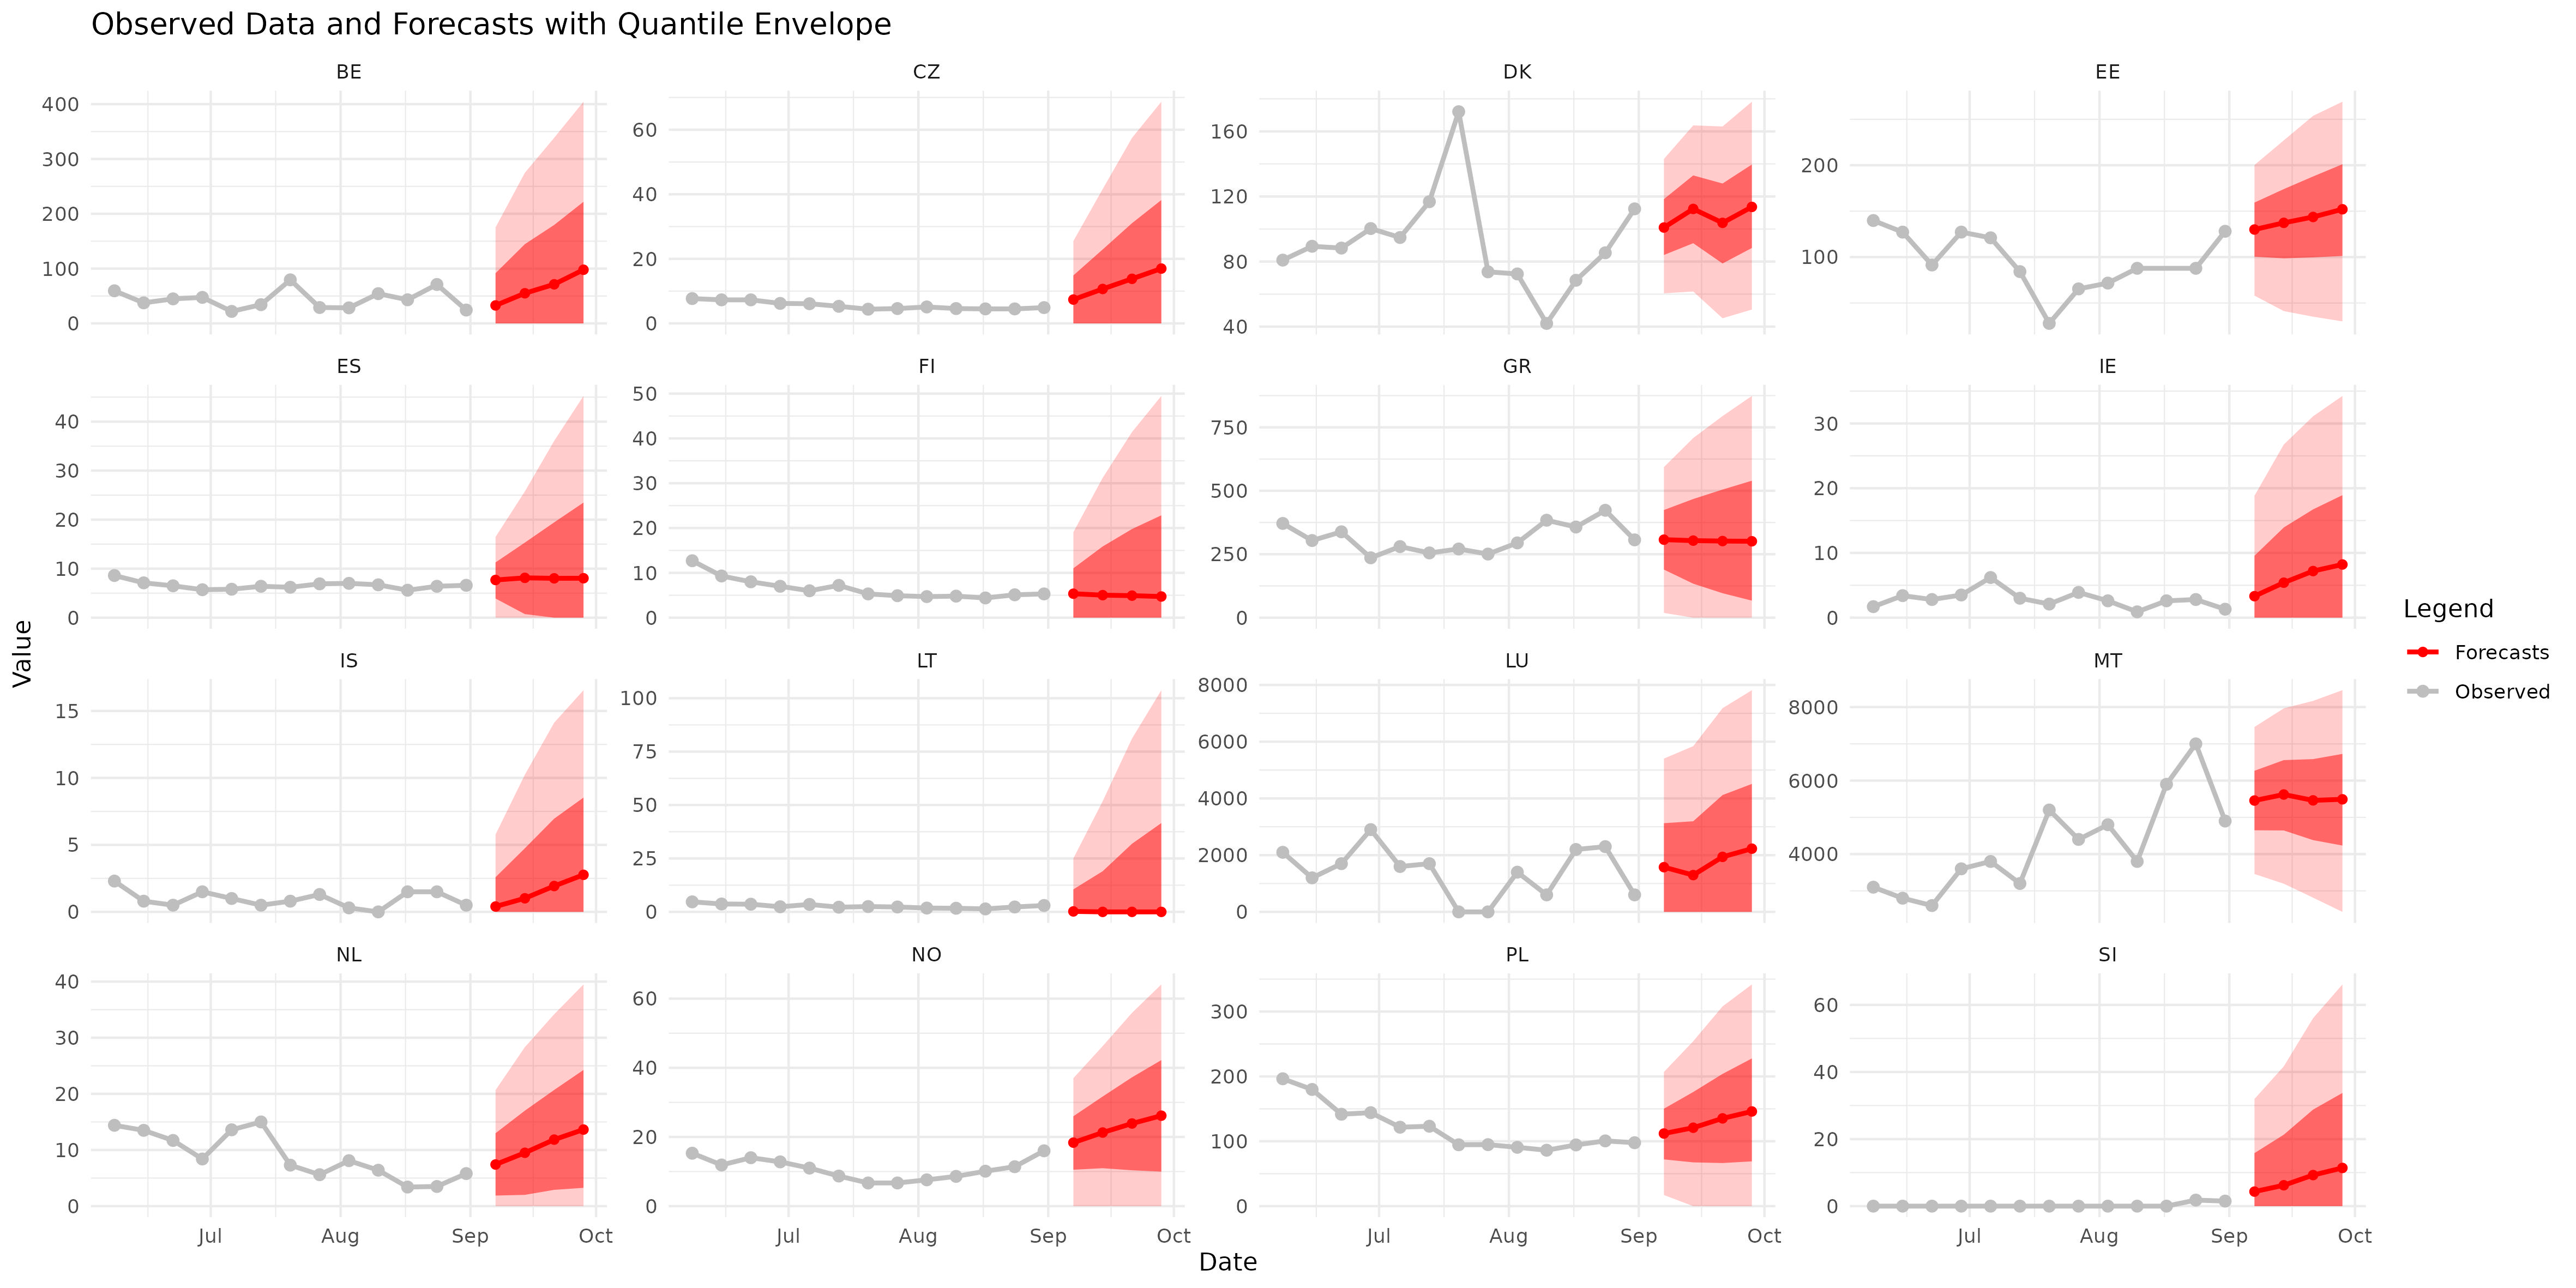 Observed Data and Forecasts with Quantile Envelope
BE
CZ
DK
EE
400
300
200
100
0
60
40
20
0
160
120
80
40
200
100
ES
FI
GR
IE
40
30
20
10
0
50
40
30
20
10
0
750
500
250
0
30
20
10
0
IS
LT
LU
MT
15
10
5
0
100
75
50
25
0
8000
6000
4000
2000
0
8000
6000
4000
NL
NO
PL
SI
40
30
20
10
0
60
40
20
0
300
200
100
0
60
40
20
0
Jul Aug Sep Oct
Jul Aug Sep Oct
Jul Aug Sep Oct
Jul Aug Sep Oct
Date
Value
Legend
Forecasts
Observed